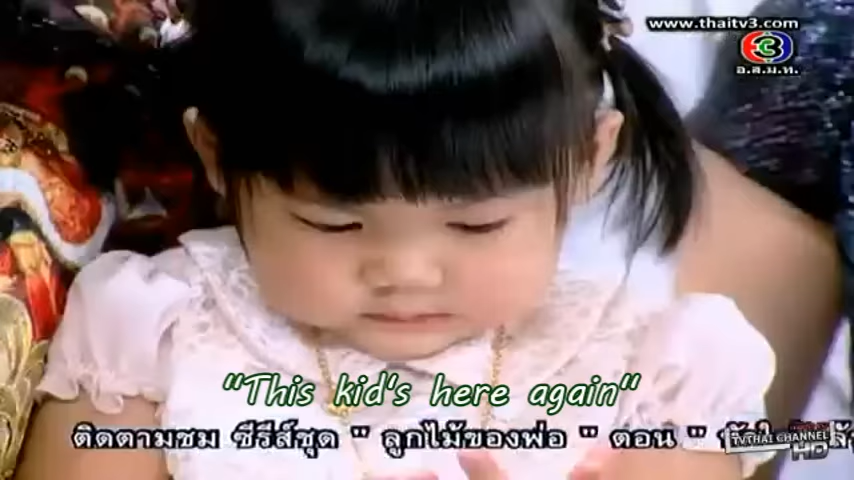 www.thaitv3.com
3
อ.ส.ม.ท.
"This kid's here again"
ติดตามชม ซีรีส์ชุด " ลูกไม้ของพ่อ " ตอน "
TVTHAI CHANNEL
HD